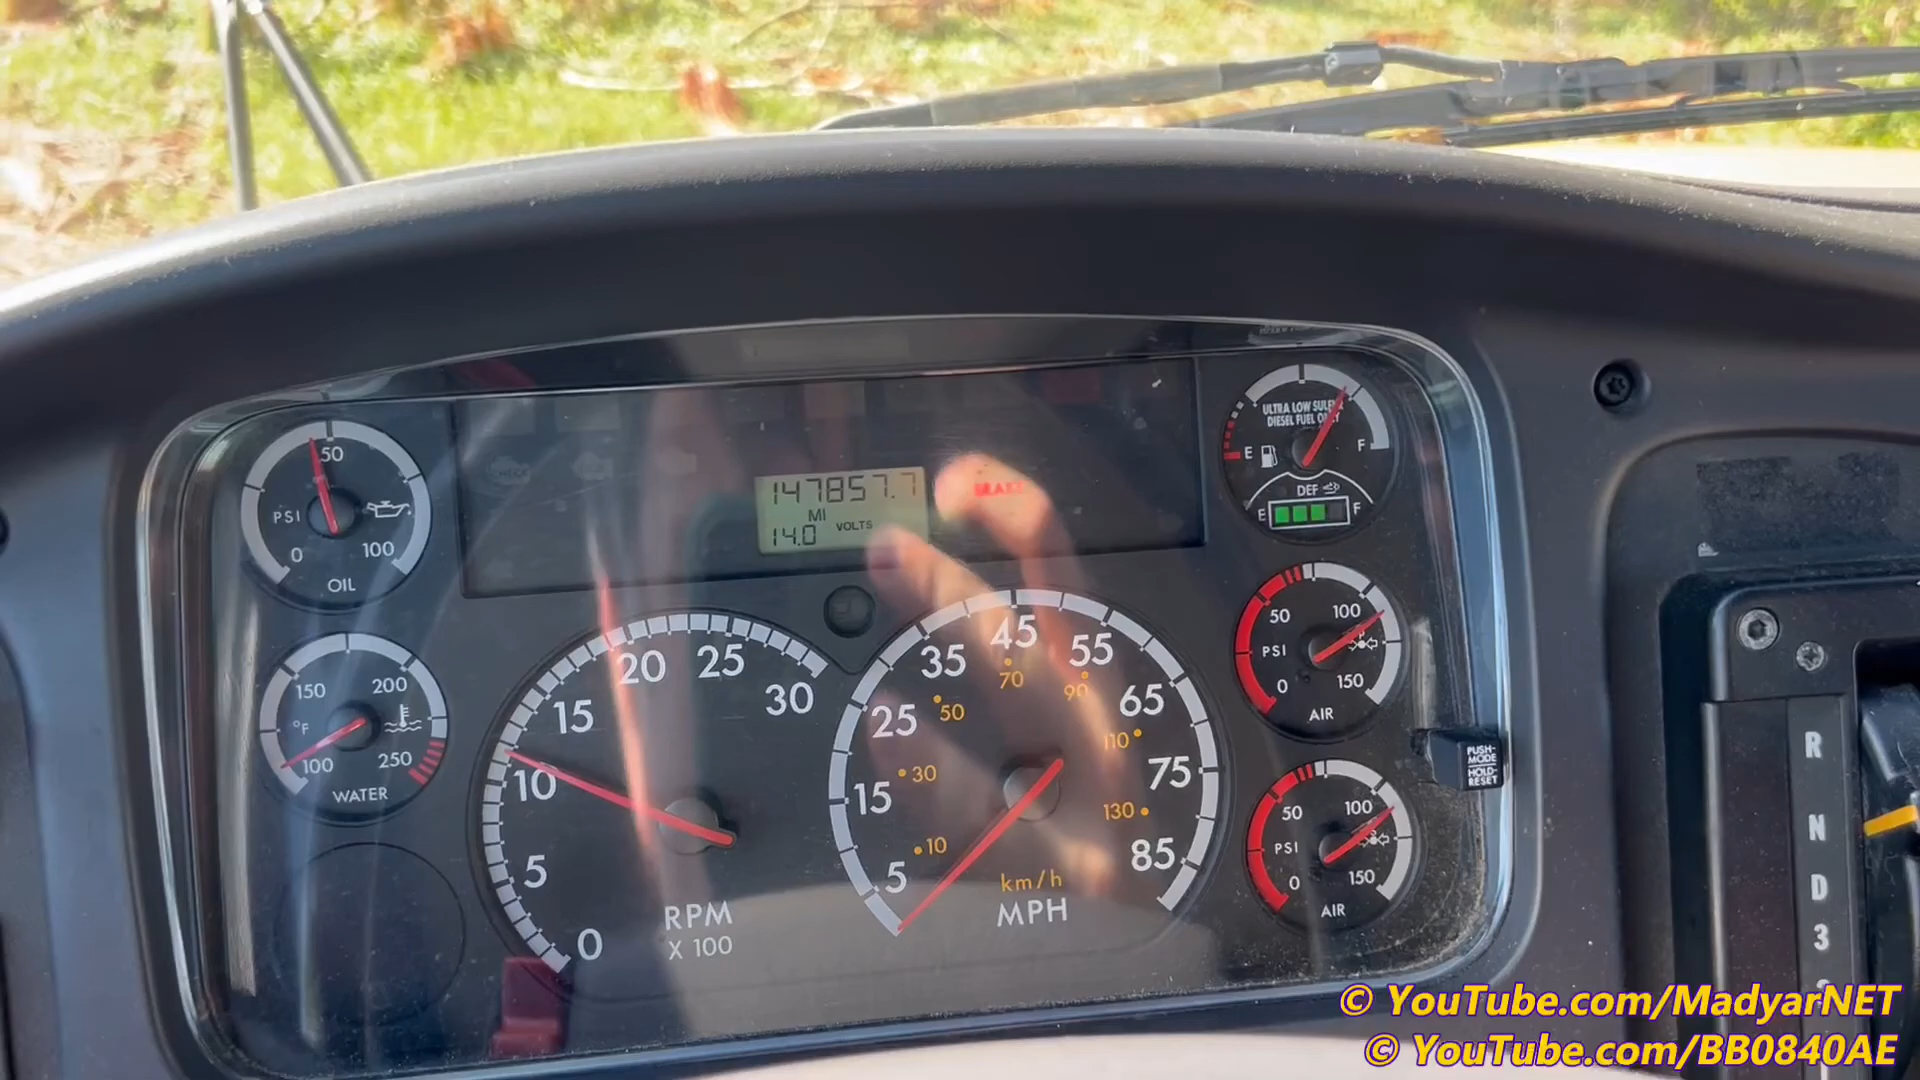 147857.7
MI
14.0 VOLTS
BRAKE
50
PSI
0
100
OIL
150
200
°F
100
250
WATER
0
5
10
15
20
25
30
RPM
X 100
5
15
25
35
45
55
65
75
85
10
30
50
70
90
110
130
km/h
MPH
ULTRA LOW
DIESEL FUEL ONLY
E
F
DEF
E
F
50
100
PSI
0
150
AIR
50
100
PSI
0
150
AIR
PUSH-
MODE
HOLD-
RESET
R
N
D
3
© YouTube.com/MadyarNET
© YouTube.com/BB0840AE